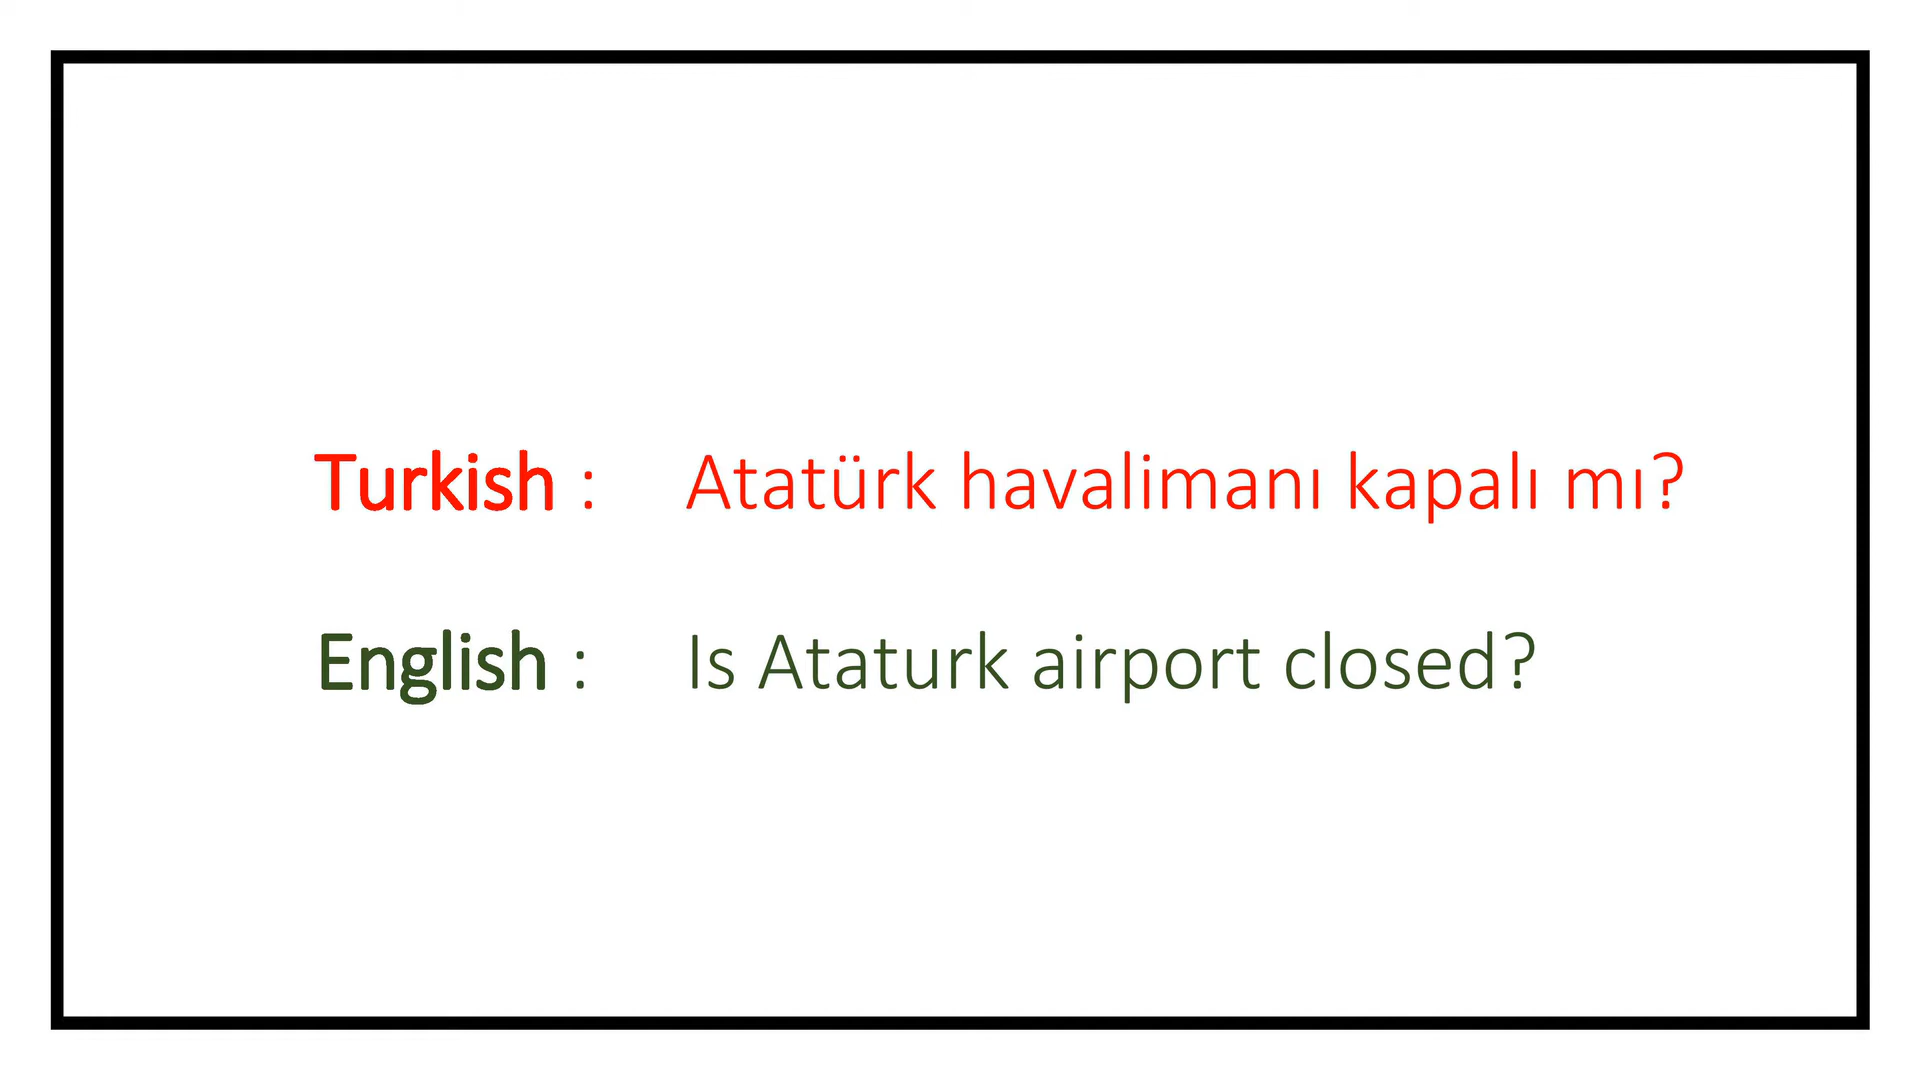 Turkish : Atatürk havalimanı kapalı mı?
English : Is Ataturk airport closed?